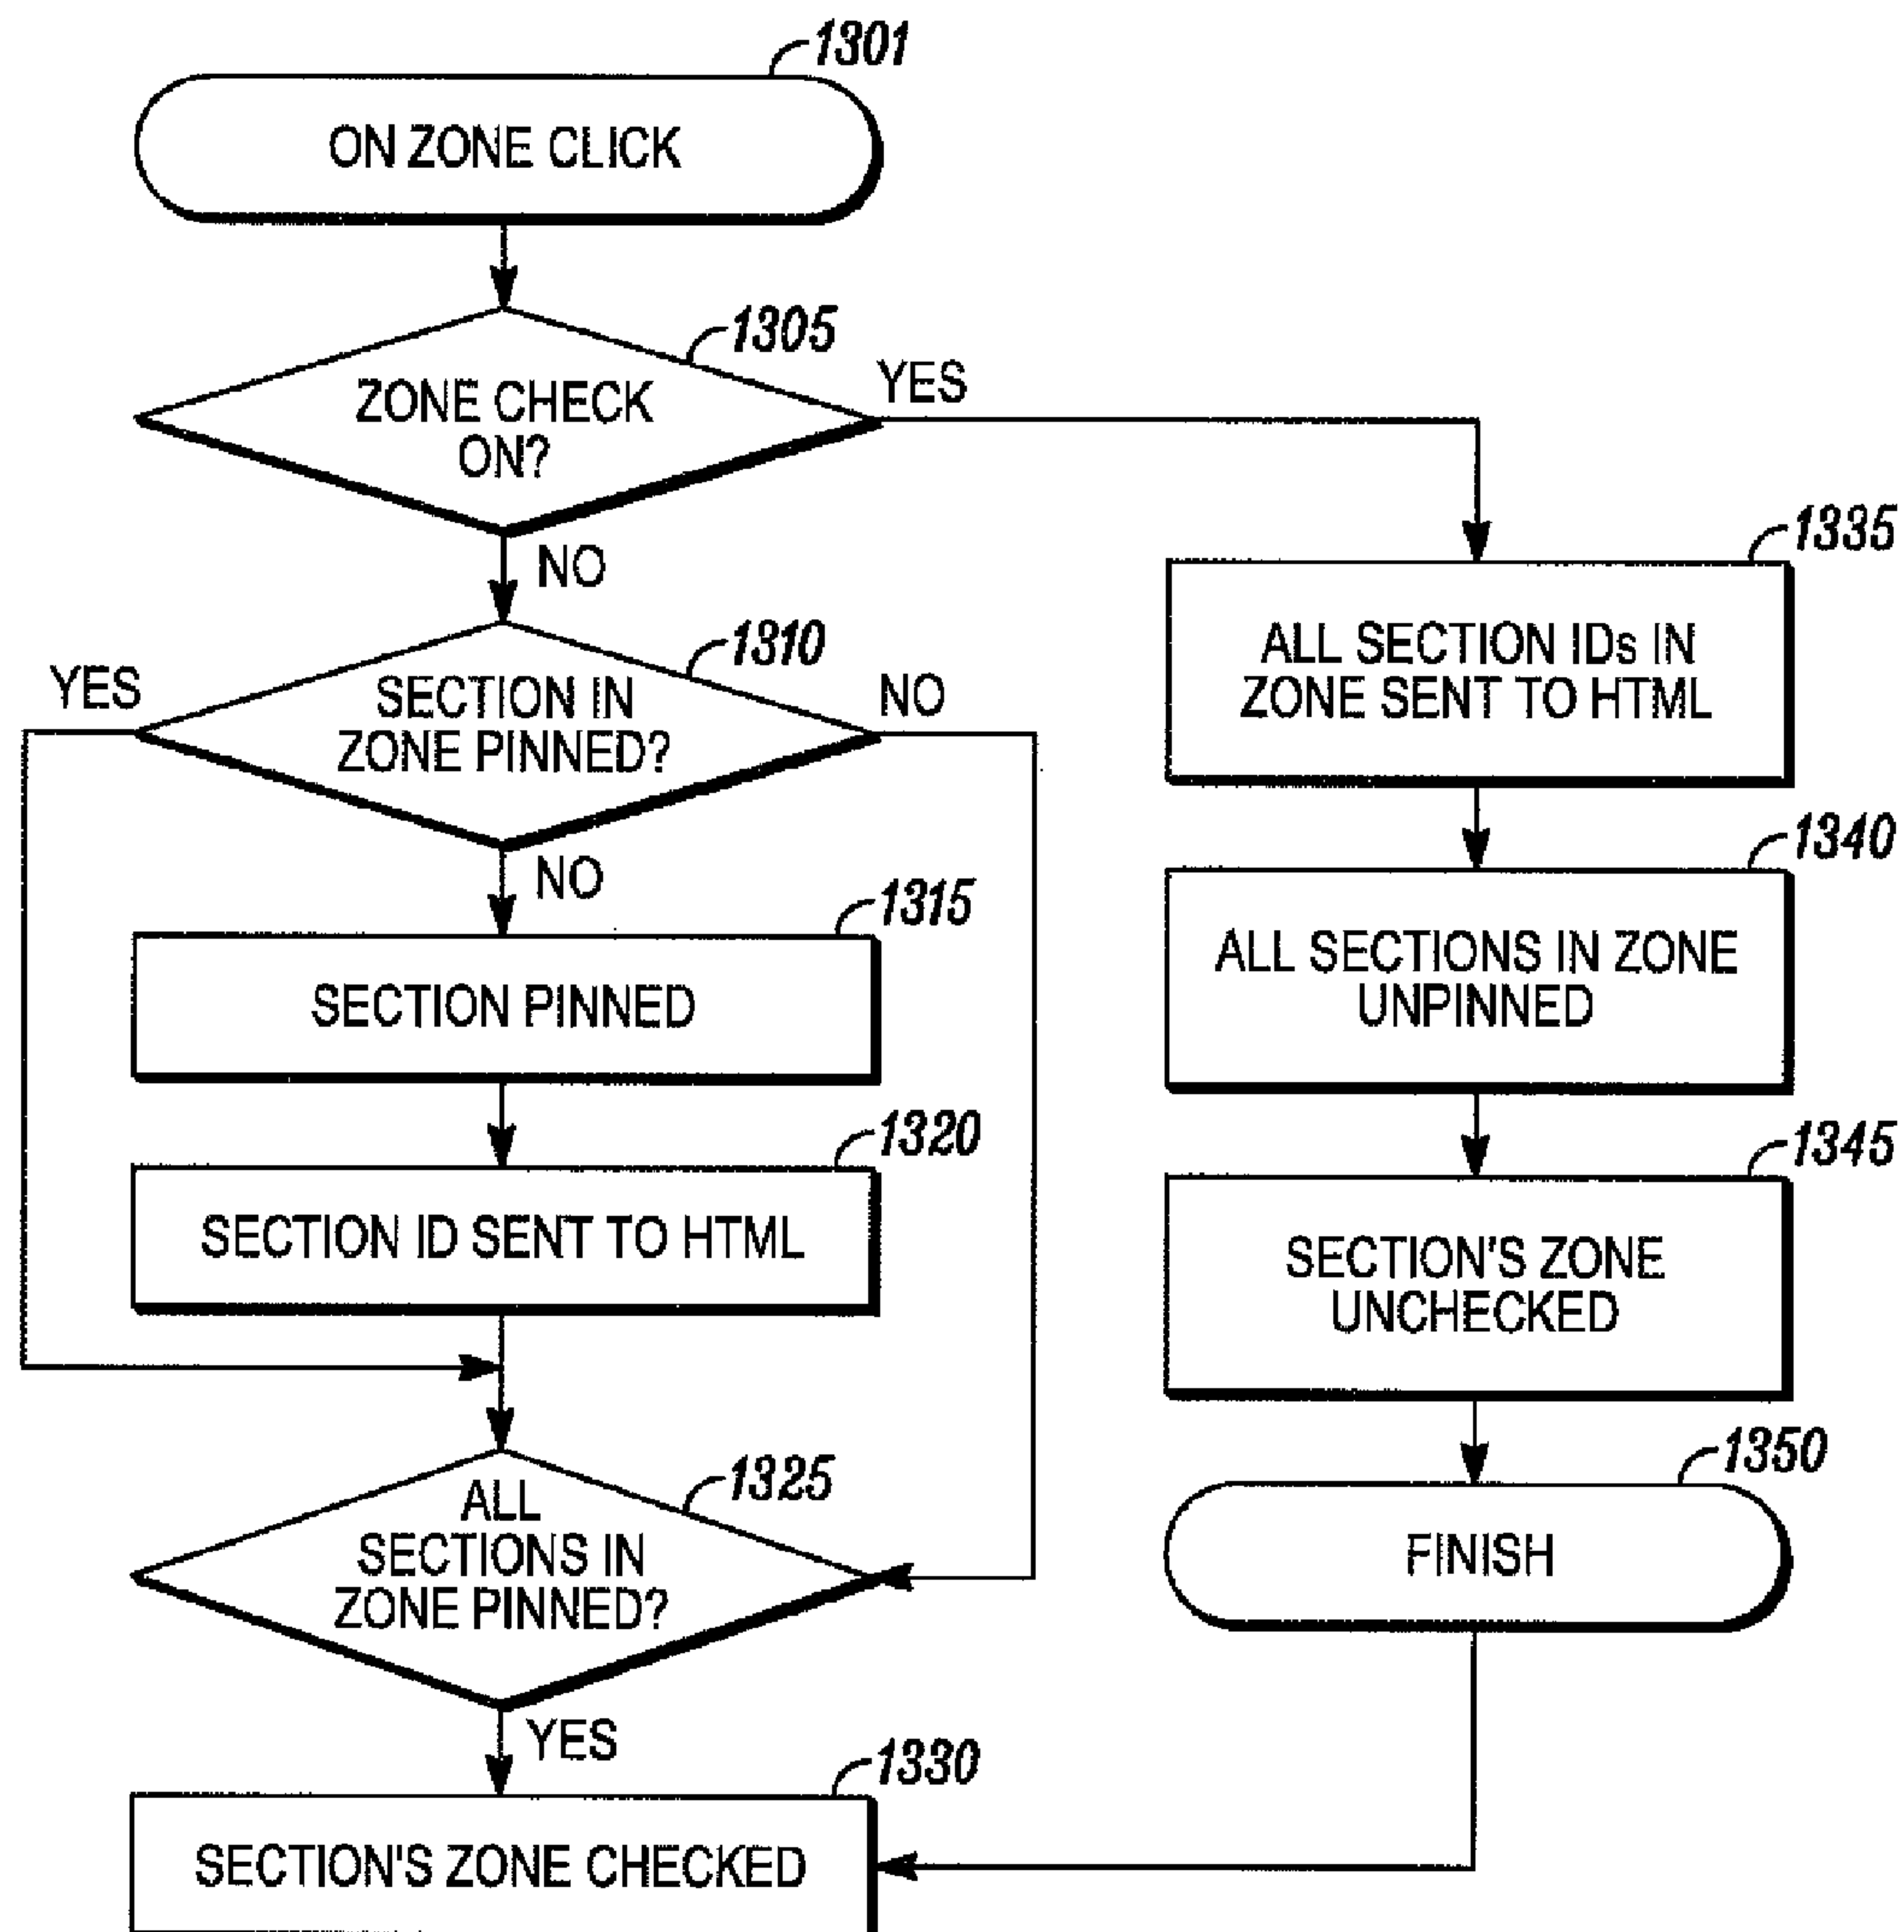 1301
ON ZONE CLICK
1305
ZONE CHECK
ON?
YES
NO
1310
YES
SECTION IN
ZONE PINNED?
NO
NO
1315
SECTION PINNED
1320
SECTION ID SENT TO HTML
1325
ALL
SECTIONS IN
ZONE PINNED?
YES
1330
SECTION'S ZONE CHECKED
1335
ALL SECTION IDs IN
ZONE SENT TO HTML
1340
ALL SECTIONS IN ZONE
UNPINNED
1345
SECTION'S ZONE
UNCHECKED
1350
FINISH